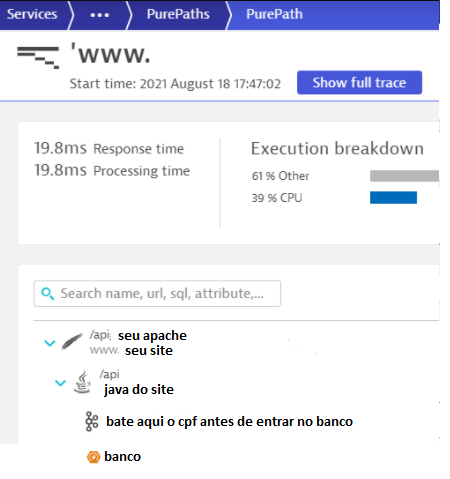 Services ••• PurePaths PurePath
'www.
Start time: 2021 August 18 17:47:02 Show full trace
19.8ms Response time
19.8ms Processing time
Execution breakdown
61 % Other
39 % CPU
Search name, url, sql, attribute,...
/api; seu apache
www. seu site
/api
java do site
bate aqui o cpf antes de entrar no banco
banco